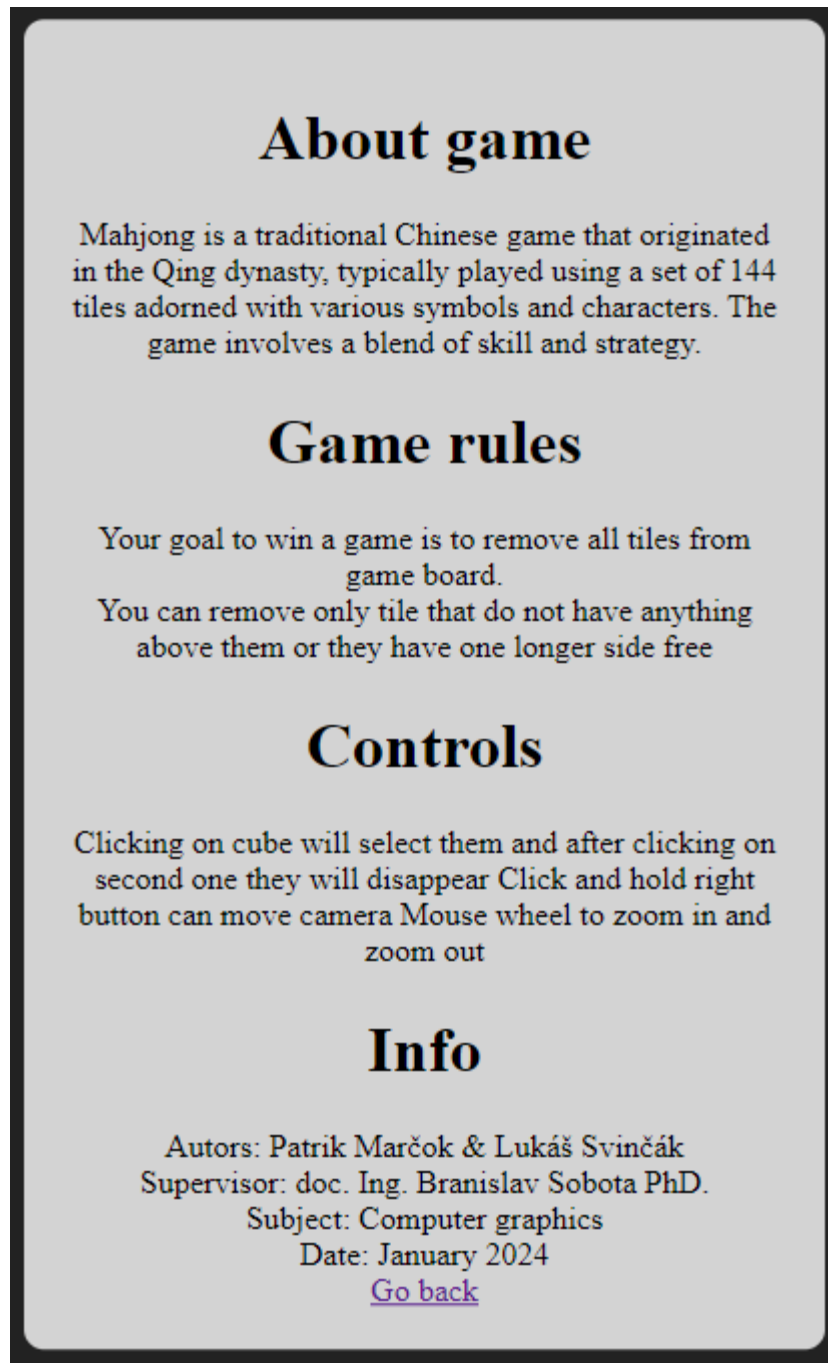 About game
Mahjong is a traditional Chinese game that originated
in the Qing dynasty, typically played using a set of 144
tiles adorned with various symbols and characters. The
game involves a blend of skill and strategy.
Game rules
Your goal to win a game is to remove all tiles from
game board.
You can remove only tile that do not have anything
above them or they have one longer side free
Controls
Clicking on cube will select them and after clicking on
second one they will disappear Click and hold right
button can move camera Mouse wheel to zoom in and
zoom out
Info
Autors: Patrik Marčok & Lukáš Svinčák
Supervisor: doc. Ing. Branislav Sobota PhD.
Subject: Computer graphics
Date: January 2024
Go back